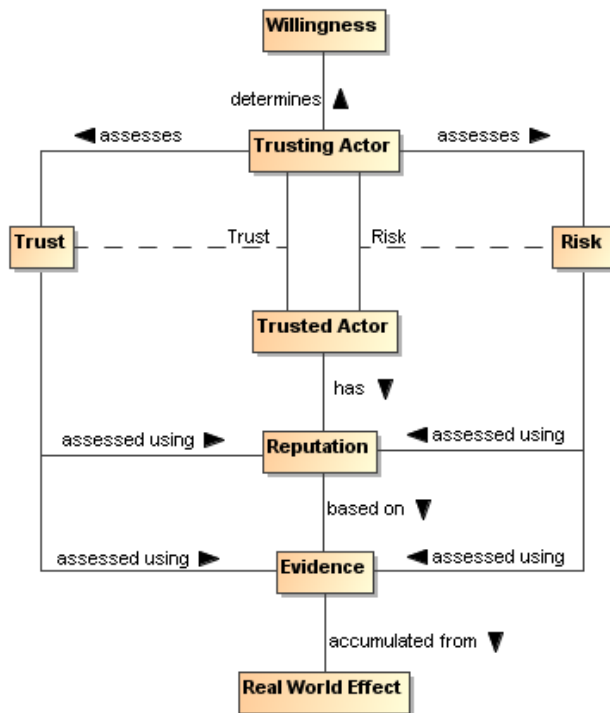 Willingness
determines
assesses
Trusting Actor
assesses
Trust
Trust
Risk
Risk
Trusted Actor
has
assessed using
Reputation
assessed using
based on
assessed using
Evidence
assessed using
accumulated from
Real World Effect